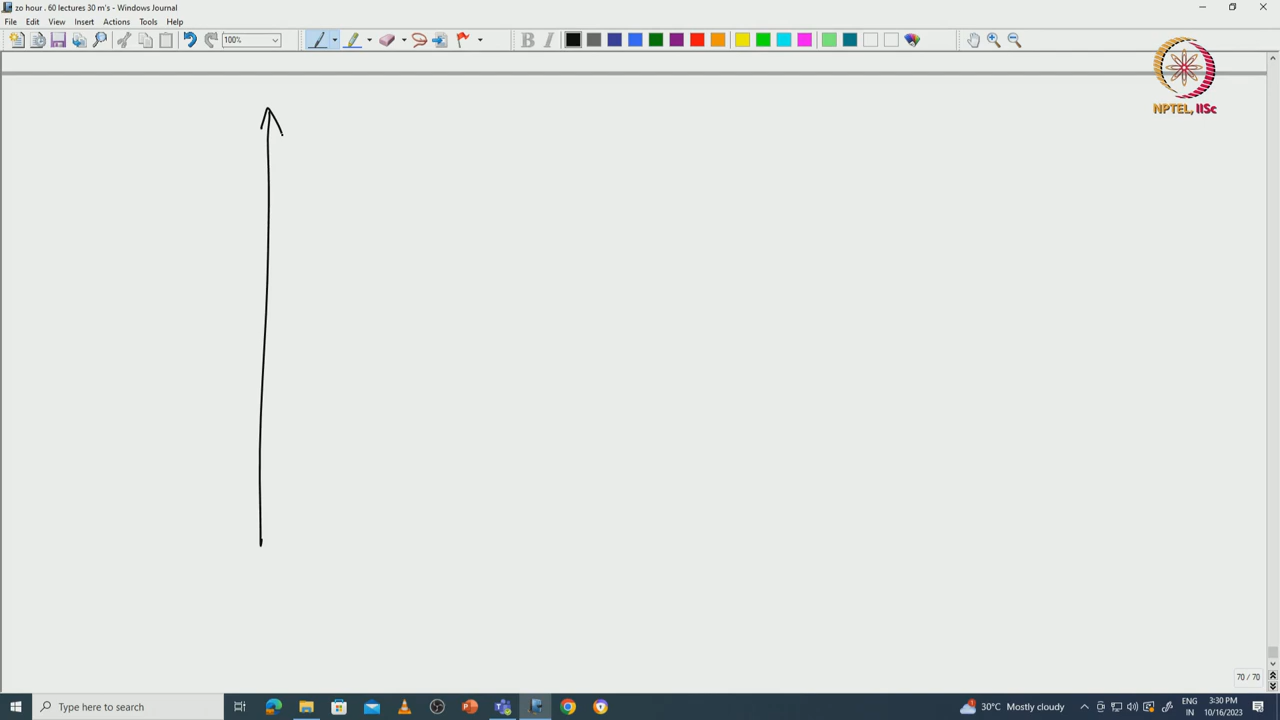 zo hour . 60 lectures 30 m's - Windows Journal
File Edit View Insert Actions Tools Help
100%
B I
NPTEL, IISc
70 / 70
Type here to search
30°C Mostly cloudy
ENG
IN
3:30 PM
10/16/2023